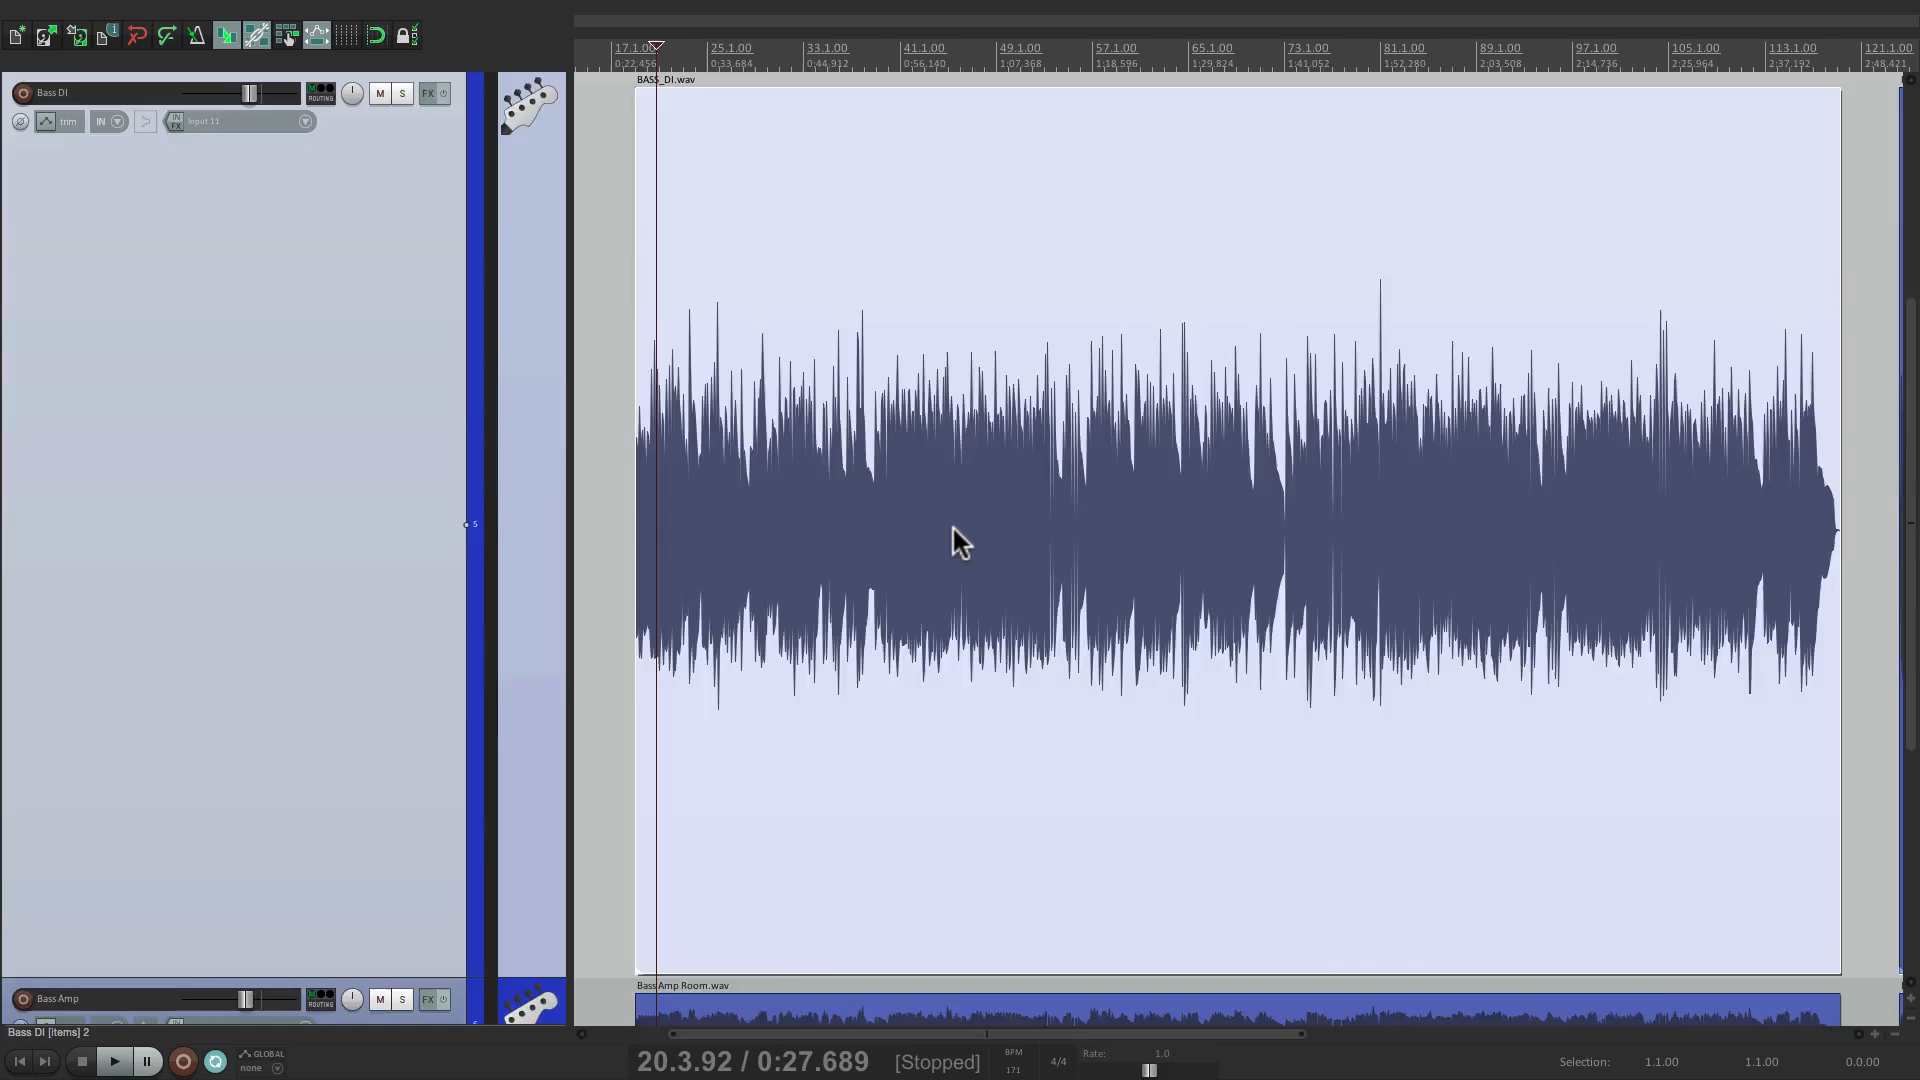 17.1.00 25.1.00 33.1.00 41.1.00 49.1.00 57.1.00 65.1.00 73.1.00 81.1.00 89.1.00 97.1.00 105.1.00 113.1.00 121.1.00
0:22,456 0:33,684 0:44,912 0:56,140 1:07,368 1:18,596 1:29,824 1:41,052 1:52,280 2:03,508 2:14,736 2:25,964 2:37,192 2:48,421
BASS_DI.wav
Bass DI ROUTING M S FX
trim IN IN FX Input 11
S
Bass Amp Room.wav
Bass Amp ROUTING M S FX
Bass DI [items] 2
GLOBAL
none
20.3.92 / 0:27.689 [Stopped] BPM 171 4/4 Rate: 1.0 Selection: 1.1.00 1.1.00 0.0.00